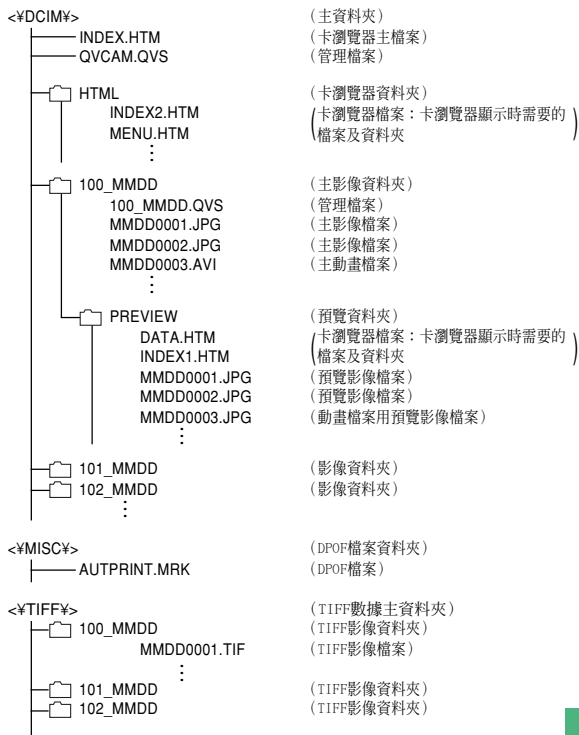 <¥DCIM¥> (主資料夾)
INDEX.HTM (卡瀏覽器主檔案)
QVCAM.QVS (管理檔案)
HTML (卡瀏覽器資料夾)
INDEX2.HTM (卡瀏覽器檔案：卡瀏覽器顯示時需要的
MENU.HTM 檔案及資料夾)
⋮
100_MMDD (主影像資料夾)
100_MMDD.QVS (管理檔案)
MMDD0001.JPG (主影像檔案)
MMDD0002.JPG (主影像檔案)
MMDD0003.AVI (主動畫檔案)
⋮
PREVIEW (預覽資料夾)
DATA.HTM (卡瀏覽器檔案：卡瀏覽器顯示時需要的
INDEX1.HTM 檔案及資料夾)
MMDD0001.JPG (預覽影像檔案)
MMDD0002.JPG (預覽影像檔案)
MMDD0003.JPG (動畫檔案用預覽影像檔案)
⋮
101_MMDD (影像資料夾)
102_MMDD (影像資料夾)
⋮
<¥MISC¥> (DPOF檔案資料夾)
AUTPRINT.MRK (DPOF檔案)
<¥TIFF¥> (TIFF數據主資料夾)
100_MMDD (TIFF影像資料夾)
MMDD0001.TIF (TIFF影像檔案)
⋮
101_MMDD (TIFF影像資料夾)
102_MMDD (TIFF影像資料夾)